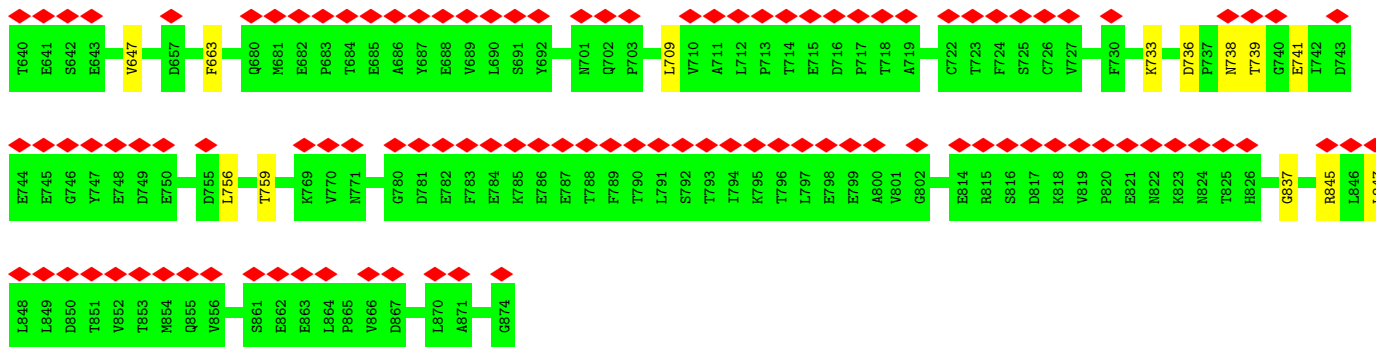 T640 E641 S642 E643 V647 D657 F663 Q680 M681 E682 P683 T684 E685 A686 Y687 E688 V689 L690 S691 Y692 N701 Q702 P703 L709 V710 A711 L712 P713 T714 E715 D716 P717 T718 A719 C722 T723 F724 S725 C726 V727 F730 K733 D736 P737 N738 T739 G740 E741 I742 D743
E744 E745 G746 Y747 E748 D749 E750 D755 L756 T759 K769 V770 N771 G780 D781 E782 F783 E784 K785 E786 E787 T788 F789 T790 L791 S792 T793 I794 K795 T796 L797 E798 E799 A800 V801 G802 E814 R815 S816 D817 K818 V819 P820 E821 N822 K823 N824 T825 H826 G837 R845 L846
L848 L849 D850 T851 V852 T853 M854 Q855 V856 S861 E862 E863 L864 P865 V866 D867 L870 A871 G874